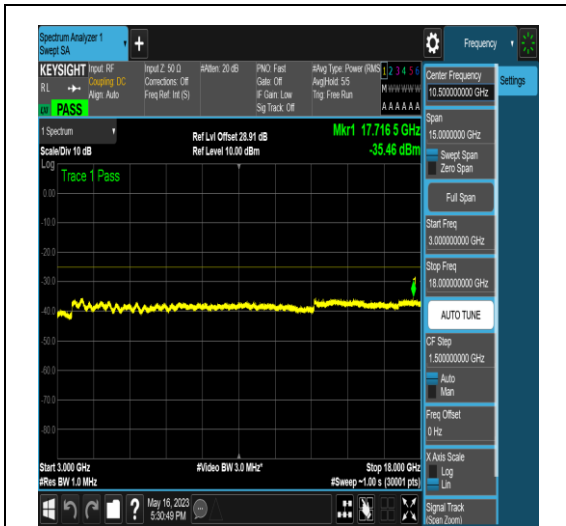 Spectrum Analyzer 1
Swept SA
+
Frequency
KEYSIGHT
RL
PASS
Input: RF
Coupling: DC
Align: Auto
Input Z: 50 Ω
Corrections: Off
Freq Ref: Int (S)
#Atten: 20 dB
PNO: Fast
Gate: Off
IF Gain: Low
Sig Track: Off
#Avg Type: Power (RMS
Avg|Hold: 5/5
Trig: Free Run
1 2 3 4 5 6
M W W W W W
A A A A A A
1 Spectrum
Scale/Div 10 dB
Ref Lvl Offset 28.91 dB
Ref Level 10.00 dBm
Mkr1 17.716 5 GHz
-35.46 dBm
Log
Trace 1 Pass
0.00
-10.0
-20.0
-30.0
-40.0
-50.0
-60.0
-70.0
-80.0
Start 3.000 GHz
#Res BW 1.0 MHz
#Video BW 3.0 MHz*
Stop 18.000 GHz
#Sweep ~1.00 s (30001 pts)
Center Frequency
10.500000000 GHz
Settings
Span
15.0000000 GHz
Swept Span
Zero Span
Full Span
Start Freq
3.000000000 GHz
Stop Freq
18.000000000 GHz
AUTO TUNE
CF Step
1.500000000 GHz
Auto
Man
Freq Offset
0 Hz
X Axis Scale
Log
Lin
Signal Track
(Span Zoom)
?
May 16, 2023
5:30:49 PM